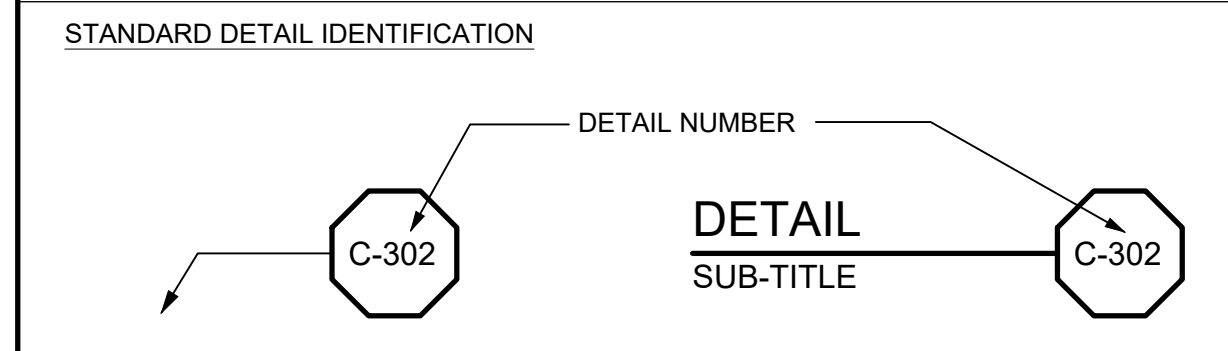 STANDARD DETAIL IDENTIFICATION
DETAIL NUMBER
C-302
DETAIL
SUB-TITLE
C-302